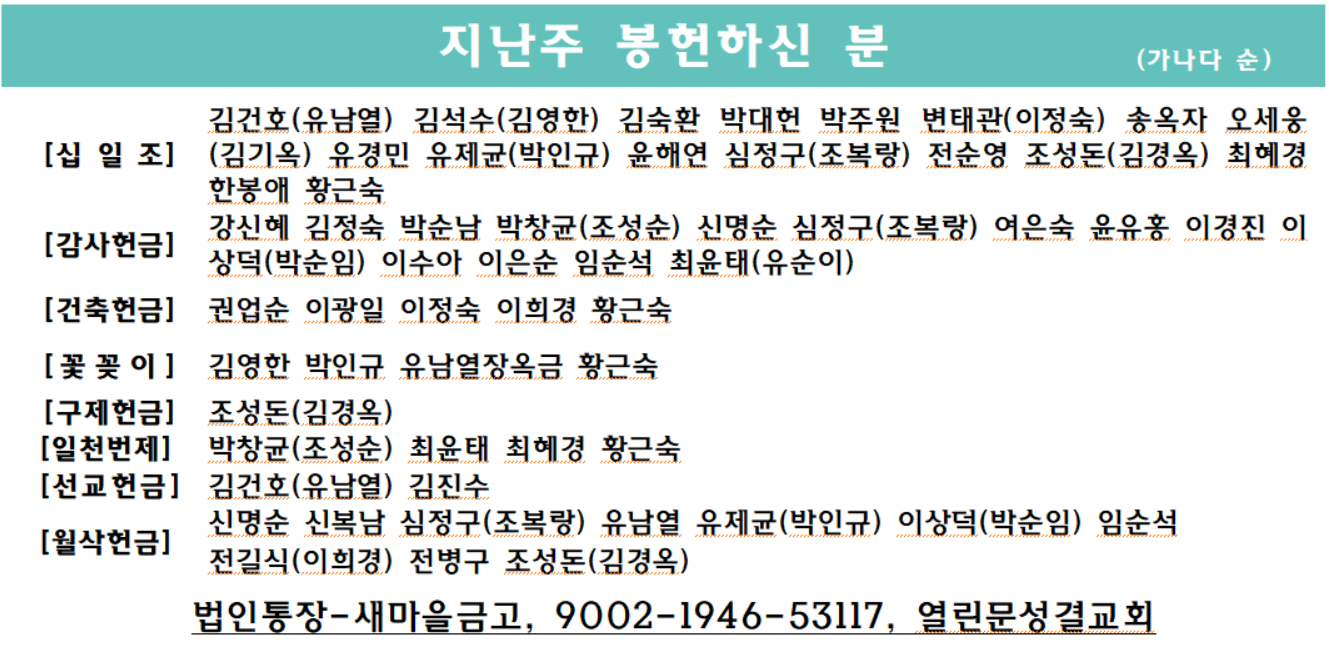 지난주 봉헌하신 분 (가나다 순)
[십 일 조] 김건호(유남열) 김석수(김영한) 김숙환 박대헌 박주원 변태관(이정숙) 송옥자 오세웅
(김기옥) 유경민 유제균(박인규) 윤해연 심정구(조복랑) 전순영 조성돈(김경옥) 최혜경
한봉애 황근숙
[감사헌금] 강신혜 김정숙 박순남 박창균(조성순) 신명순 심정구(조복랑) 여은숙 윤유홍 이경진 이
상덕(박순임) 이수아 이은순 임순석 최윤태(유순이)
[건축헌금] 권업순 이광일 이정숙 이희경 황근숙
[꽃 꽂 이] 김영한 박인규 유남열장옥금 황근숙
[구제헌금] 조성돈(김경옥)
[일천번제] 박창균(조성순) 최윤태 최혜경 황근숙
[선교헌금] 김건호(유남열) 김진수
[월삭헌금] 신명순 신복남 심정구(조복랑) 유남열 유제균(박인규) 이상덕(박순임) 임순석
전길식(이희경) 전병구 조성돈(김경옥)
법인통장-새마을금고, 9002-1946-53117, 열린문성결교회